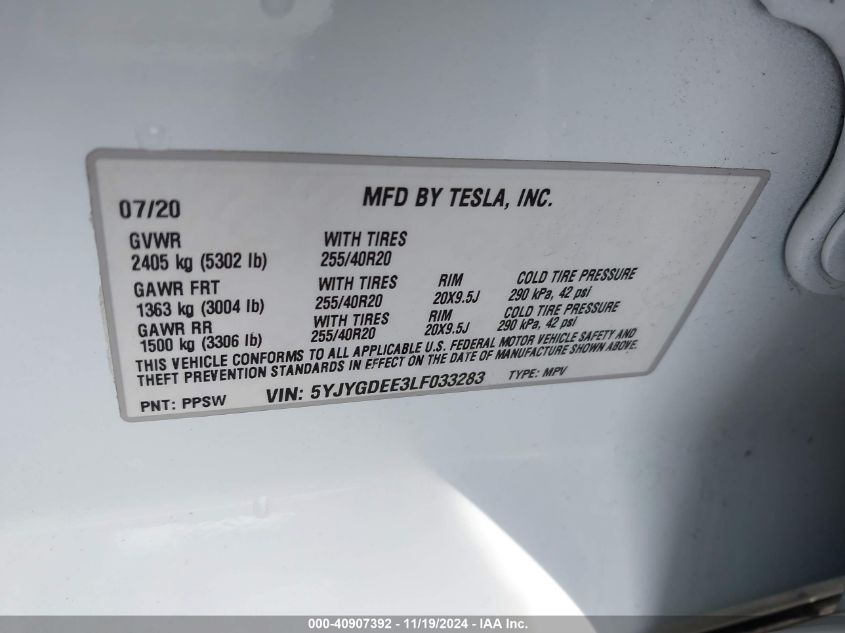 07/20 MFD BY TESLA, INC.
GVWR WITH TIRES
2405 kg (5302 lb) 255/40R20
GAWR FRT WITH TIRES RIM COLD TIRE PRESSURE
1363 kg (3004 lb) 255/40R20 20X9.5J 290 kPa, 42 psi
GAWR RR WITH TIRES RIM COLD TIRE PRESSURE
1500 kg (3306 lb) 255/40R20 20X9.5J 290 kPa, 42 psi
THIS VEHICLE CONFORMS TO ALL APPLICABLE U.S. FEDERAL MOTOR VEHICLE SAFETY AND
THEFT PREVENTION STANDARDS IN EFFECT ON THE DATE OF MANUFACTURE SHOWN ABOVE.
PNT: PPSW VIN: 5YJYGDEE3LF033283 TYPE: MPV
000-40907392 - 11/19/2024 - IAA Inc.